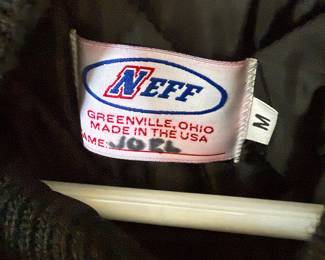 NEFF
GREENVILLE, OHIO
MADE IN THE USA
AME: JOEL
M